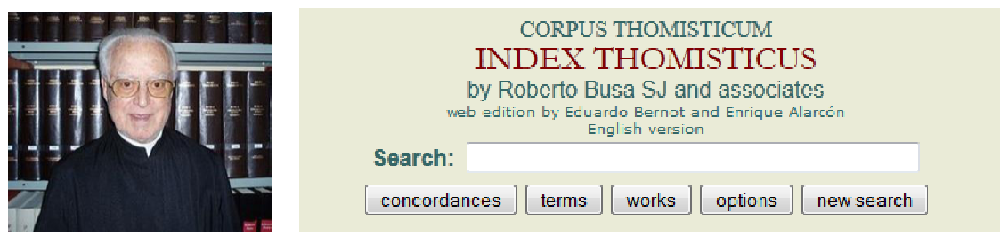 CORPUS THOMISTICUM
INDEX THOMISTICUS
by Roberto Busa SJ and associates
web edition by Eduardo Bernot and Enrique Alarcón
English version
Search:
concordances terms works options new search